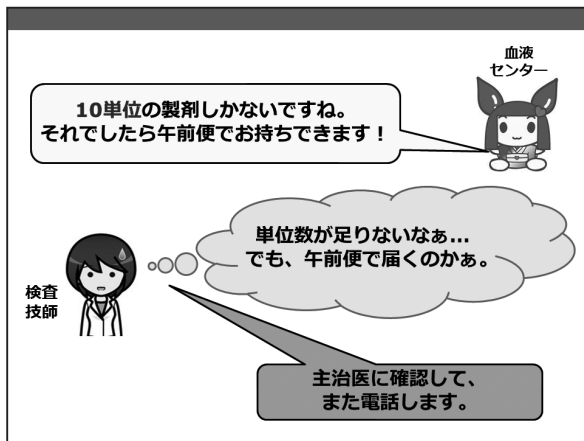 血液
センター
10単位の製剤しかないですね。
それでしたら午前便でお持ちできます！
単位数が足りないなぁ...
でも、午前便で届くのかぁ。
検査
技師
主治医に確認して、
また電話します。